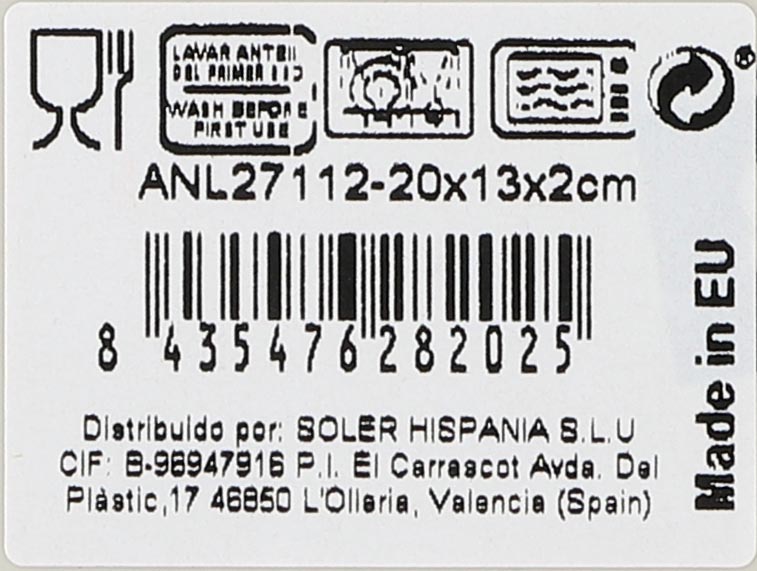 LAVAR ANTES
DEL PRIMER USO
WASH BEFORE
FIRST USE
®
ANL27112-20x13x2cm
8 435476 282025
Distribuido por: SOLER HISPANIA S.L.U
CIF: B-96947916 P.I. El Carrascot Avda. Del
Plàstic,17 46850 L'Olleria, Valencia (Spain)
Made in EU